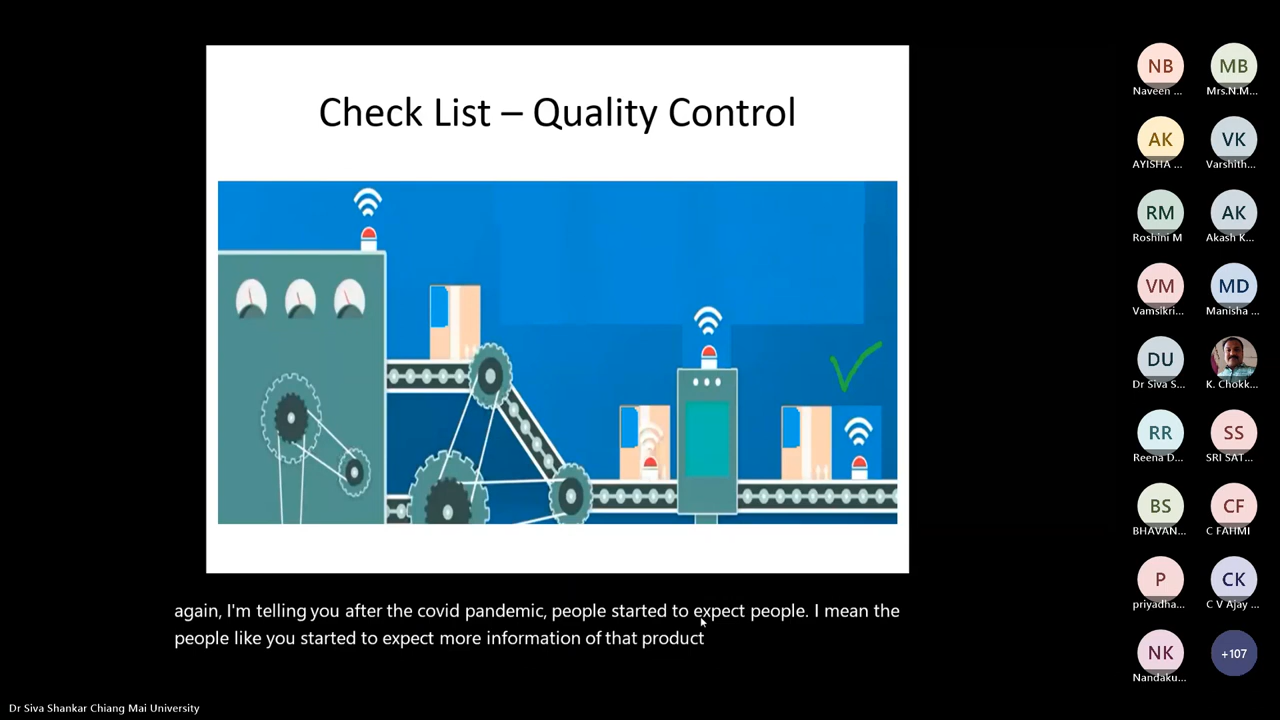 Check List – Quality Control
again, I'm telling you after the covid pandemic, people started to expect people. I mean the
people like you started to expect more information of that product
Dr Siva Shankar Chiang Mai University
NB MB
Naveen ... Mrs.N.M...
AK VK
AYISHA ... Varshith...
RM AK
Roshini M Akash K...
VM MD
Vamsikri... Manisha ...
DU
Dr Siva S... K. Chokk...
RR SS
Reena D... SRI SAT...
BS CF
BHAVAN... C FAHMI
P CK
priyadha... C V Ajay ...
NK +107
Nandaku...